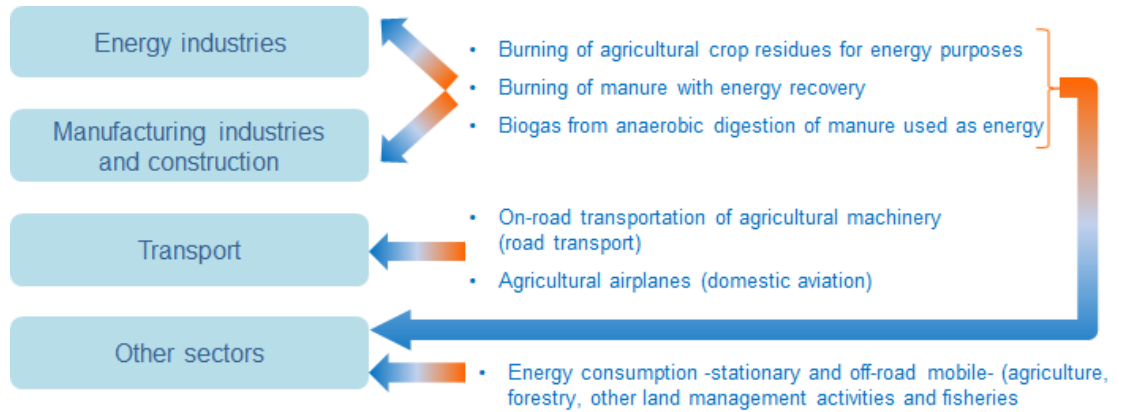 Energy industries
• Burning of agricultural crop residues for energy purposes
• Burning of manure with energy recovery
Manufacturing industries
and construction
• Biogas from anaerobic digestion of manure used as energy
Transport
• On-road transportation of agricultural machinery
(road transport)
• Agricultural airplanes (domestic aviation)
Other sectors
• Energy consumption -stationary and off-road mobile- (agriculture,
forestry, other land management activities and fisheries